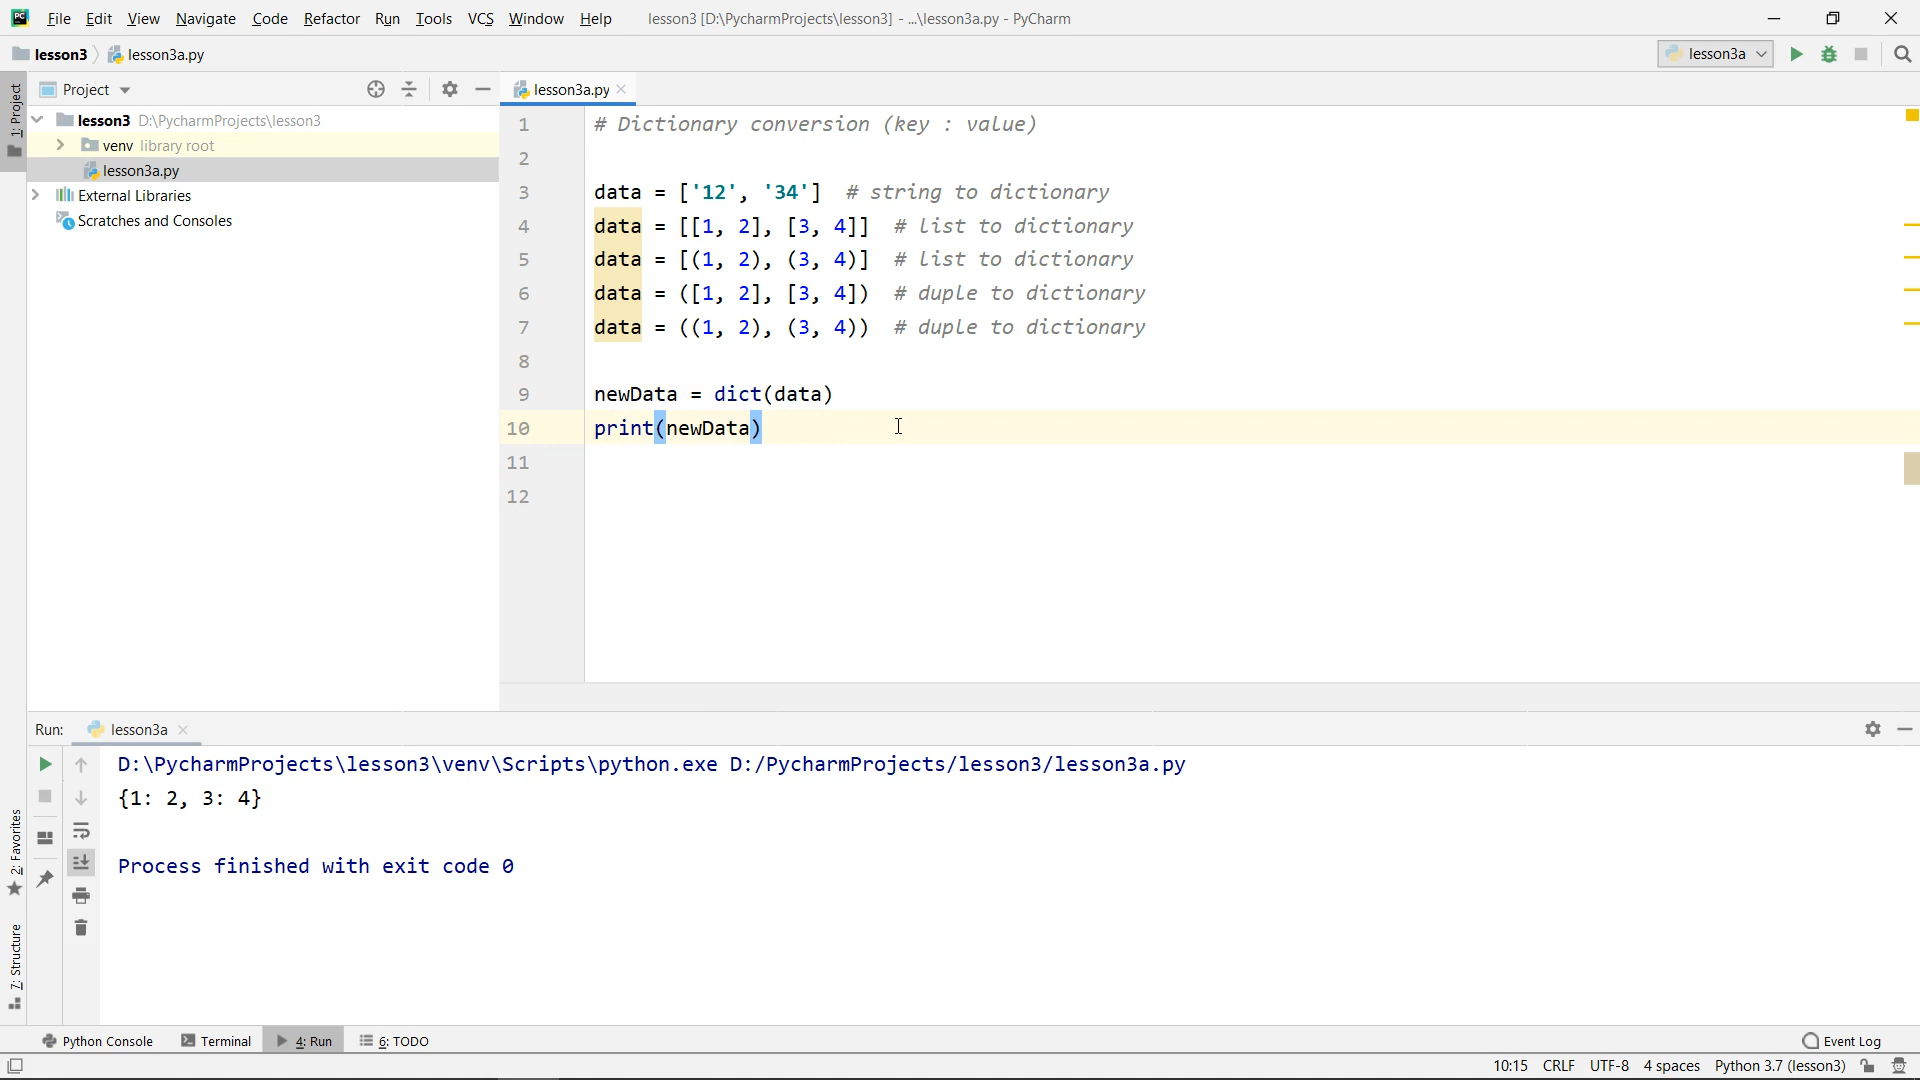 File Edit View Navigate Code Refactor Run Tools VCS Window Help lesson3 [D:\PycharmProjects\lesson3] - ...\lesson3a.py - PyCharm
lesson3 lesson3a.py lesson3a
1: Project
Project
lesson3a.py
lesson3 D:\PycharmProjects\lesson3
venv library root
lesson3a.py
External Libraries
Scratches and Consoles
1 # Dictionary conversion (key : value)
2
3 data = ['12', '34'] # string to dictionary
4 data = [[1, 2], [3, 4]] # list to dictionary
5 data = [(1, 2), (3, 4)] # list to dictionary
6 data = ([1, 2], [3, 4]) # duple to dictionary
7 data = ((1, 2), (3, 4)) # duple to dictionary
8
9 newData = dict(data)
10 print(newData)
11
12
Run: lesson3a
D:\PycharmProjects\lesson3\venv\Scripts\python.exe D:/PycharmProjects/lesson3/lesson3a.py
{1: 2, 3: 4}
Process finished with exit code 0
2: Favorites
7: Structure
Python Console Terminal 4: Run 6: TODO Event Log
10:15 CRLF UTF-8 4 spaces Python 3.7 (lesson3)